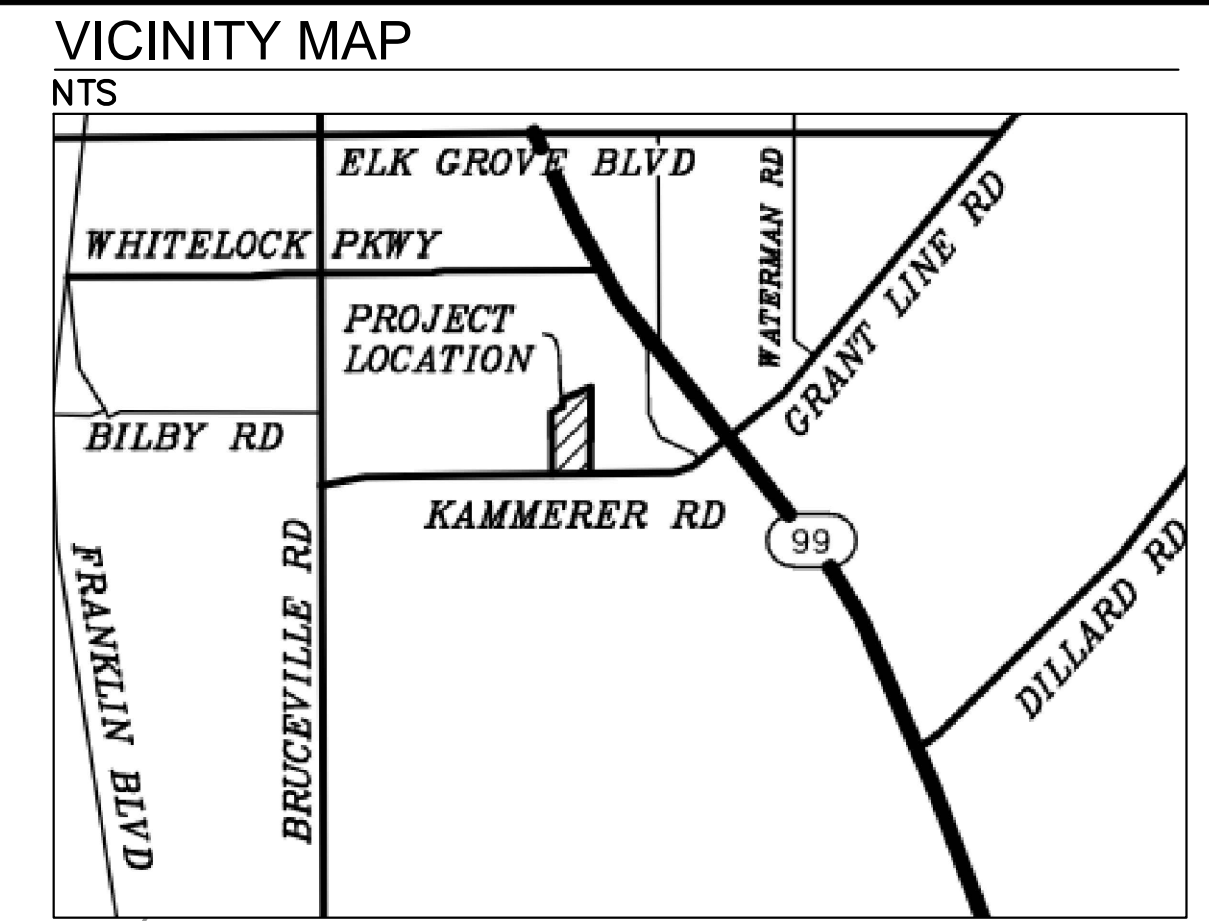 VICINITY MAP
NTS
ELK GROVE BLVD
WHITELOCK PKWY
WATERMAN RD
GRANT LINE RD
PROJECT
LOCATION
BILBY RD
KAMMERER RD
99
FRANKLIN BLVD
BRUCEVILLE RD
DILLARD RD